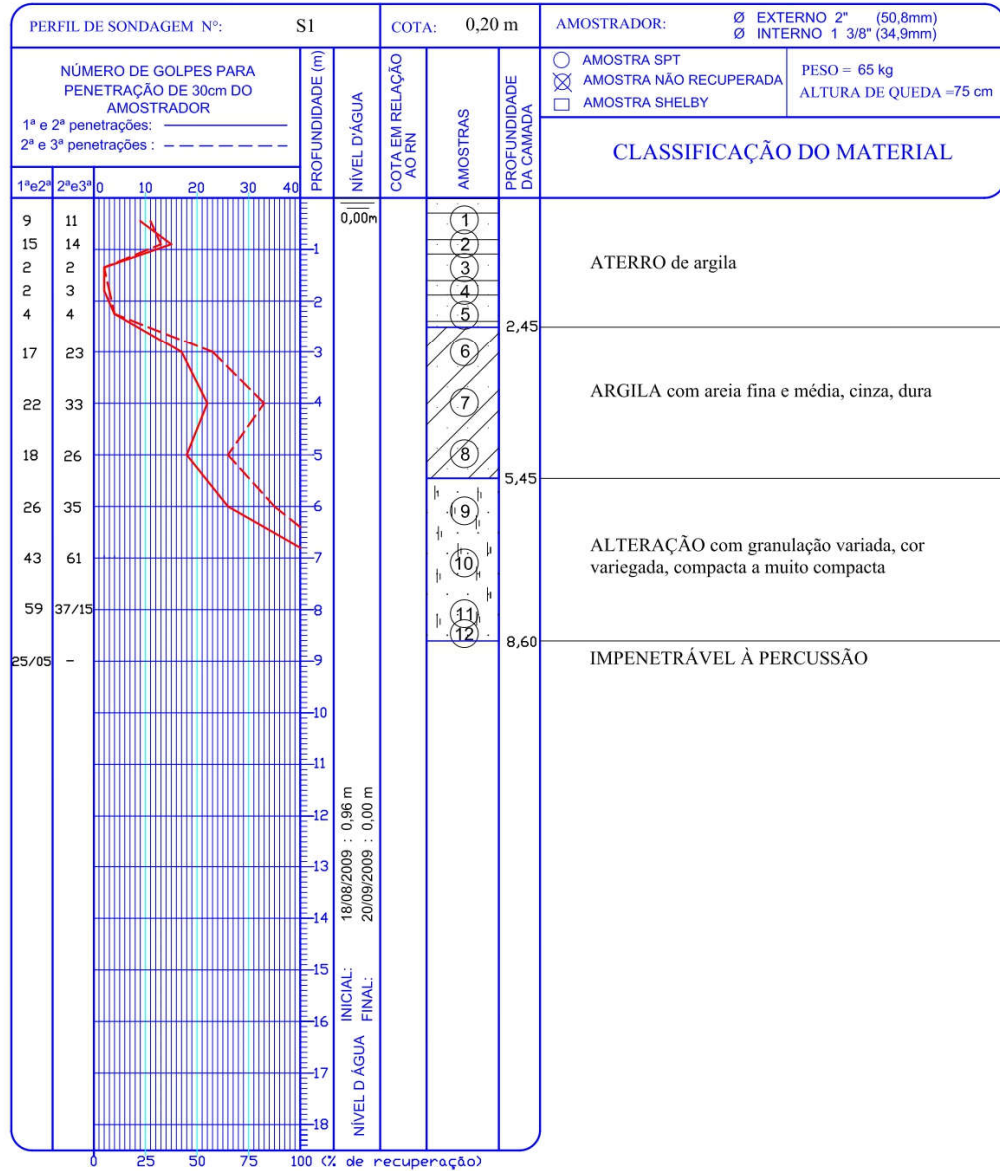 PERFIL DE SONDAGEM N°: S1
COTA: 0,20 m
AMOSTRADOR: Ø EXTERNO 2" (50,8mm)
Ø INTERNO 1 3/8" (34,9mm)
NÚMERO DE GOLPES PARA
PENETRAÇÃO DE 30cm DO
AMOSTRADOR
1ª e 2ª penetrações:
2ª e 3ª penetrações :
PROFUNDIDADE (m)
NÍVEL D'ÁGUA
COTA EM RELAÇÃO
AO RN
AMOSTRAS
PROFUNDIDADE
DA CAMADA
AMOSTRA SPT
AMOSTRA NÃO RECUPERADA
AMOSTRA SHELBY
PESO = 65 kg
ALTURA DE QUEDA =75 cm
CLASSIFICAÇÃO DO MATERIAL
1ªe2ª 2ªe3ª 0 10 20 30 40
9 11
15 14
2 2
2 3
4 4
17 23
22 33
18 26
26 35
43 61
59 37/15
25/05 -
1
2
3
4
5
6
7
8
9
10
11
12
13
14
15
16
17
18
0,00m
NÍVEL D ÁGUA INICIAL: 18/08/2009 : 0,96 m
FINAL: 20/09/2009 : 0,00 m
1
2
3
4
5
6
7
8
9
10
11
12
2,45
5,45
8,60
ATERRO de argila
ARGILA com areia fina e média, cinza, dura
ALTERAÇÃO com granulação variada, cor
variegada, compacta a muito compacta
IMPENETRÁVEL À PERCUSSÃO
0 25 50 75 100 (% de recuperação)